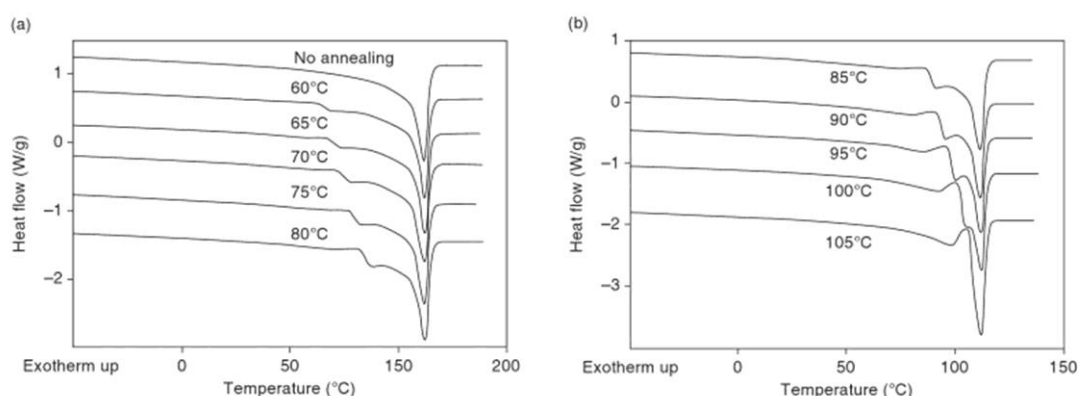 (a)
No annealing
60°C
65°C
70°C
75°C
80°C
1
0
−1
−2
Heat flow (W/g)
Exotherm up
0
50
150
200
Temperature (°C)
(b)
85°C
90°C
95°C
100°C
105°C
1
0
−1
−2
−3
Heat flow (W/g)
Exotherm up
0
50
100
150
Temperature (°C)